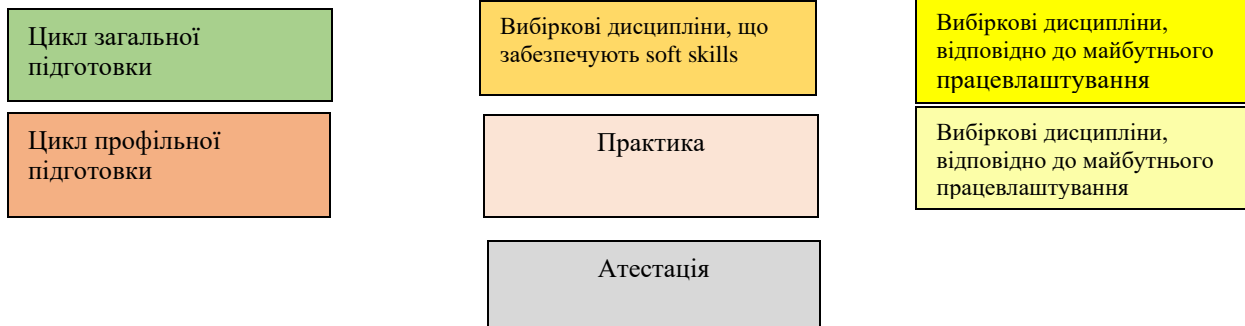 Цикл загальної
підготовки
Вибіркові дисципліни, що
забезпечують soft skills
Вибіркові дисципліни,
відповідно до майбутнього
працевлаштування
Цикл профільної
підготовки
Практика
Вибіркові дисципліни,
відповідно до майбутнього
працевлаштування
Атестація